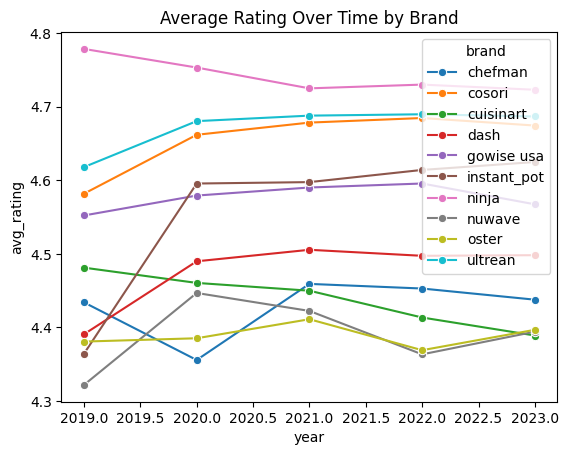 Average Rating Over Time by Brand
4.8
4.7
4.6
4.5
4.4
4.3
avg_rating
brand
chefman
cosori
cuisinart
dash
gowise usa
instant_pot
ninja
nuwave
oster
ultrean
2019.0 2019.5 2020.0 2020.5 2021.0 2021.5 2022.0 2022.5 2023.0
year